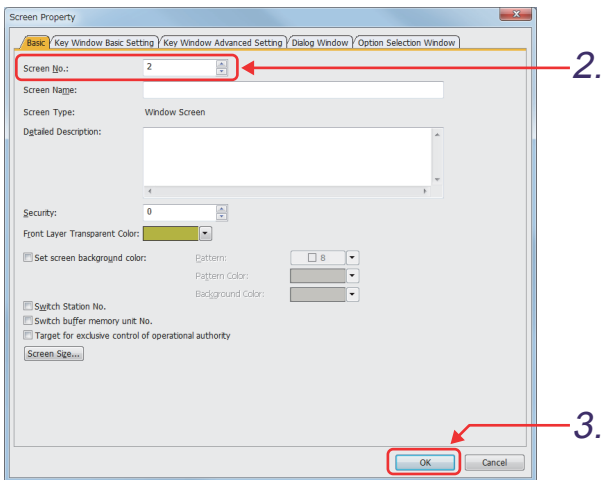 Screen Property
Basic Key Window Basic Setting Key Window Advanced Setting Dialog Window Option Selection Window
Screen No.: 2
2.
Screen Name:
Screen Type: Window Screen
Detailed Description:
Security: 0
Front Layer Transparent Color:
Set screen background color: Pattern: 8
Pattern Color:
Background Color:
Switch Station No.
Switch buffer memory unit No.
Target for exclusive control of operational authority
Screen Size...
3.
OK Cancel